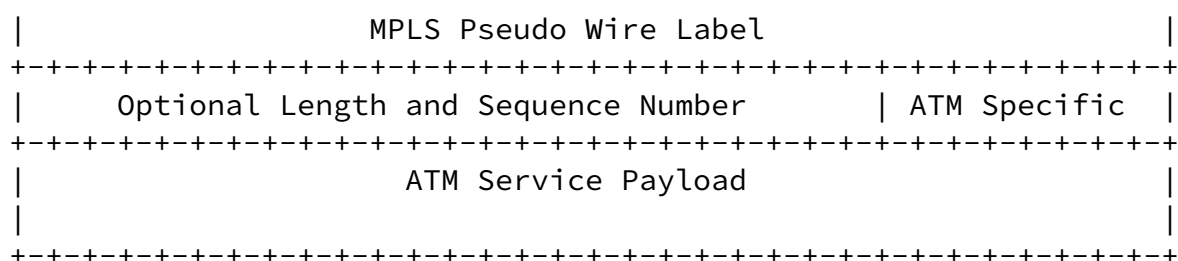 |                   MPLS Pseudo Wire Label                      |
+-+-+-+-+-+-+-+-+-+-+-+-+-+-+-+-+-+-+-+-+-+-+-+-+-+-+-+-+-+-+-+-+
|     Optional Length and Sequence Number       | ATM Specific  |
+-+-+-+-+-+-+-+-+-+-+-+-+-+-+-+-+-+-+-+-+-+-+-+-+-+-+-+-+-+-+-+-+
|                     ATM Service Payload                       |
|                                                               |
+-+-+-+-+-+-+-+-+-+-+-+-+-+-+-+-+-+-+-+-+-+-+-+-+-+-+-+-+-+-+-+-+